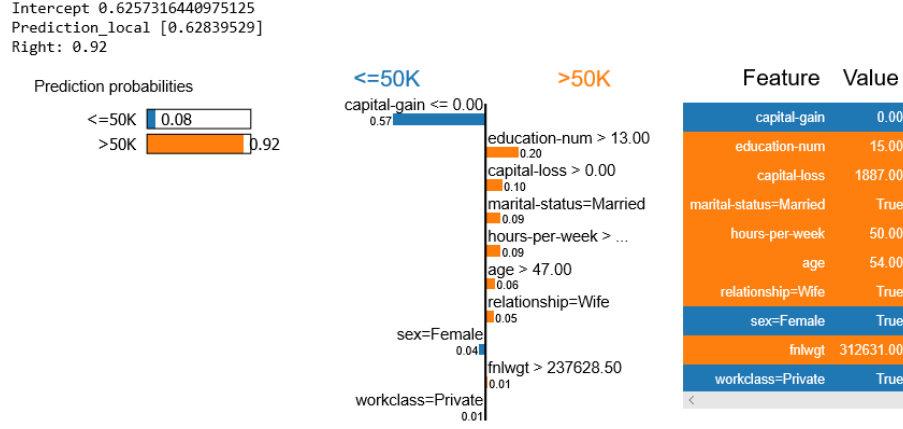 Intercept 0.6257316440975125
Prediction_local [0.62839529]
Right: 0.92
Prediction probabilities
<=50K 0.08
>50K 0.92
<=50K >50K
capital-gain <= 0.00
0.57
education-num > 13.00
0.20
capital-loss > 0.00
0.10
marital-status=Married
0.09
hours-per-week > ...
0.09
age > 47.00
0.06
relationship=Wife
0.05
sex=Female
0.04
fnlwgt > 237628.50
0.01
workclass=Private
0.01
Feature Value
capital-gain 0.00
education-num 15.00
capital-loss 1887.00
marital-status=Married True
hours-per-week 50.00
age 54.00
relationship=Wife True
sex=Female True
fnlwgt 312631.00
workclass=Private True